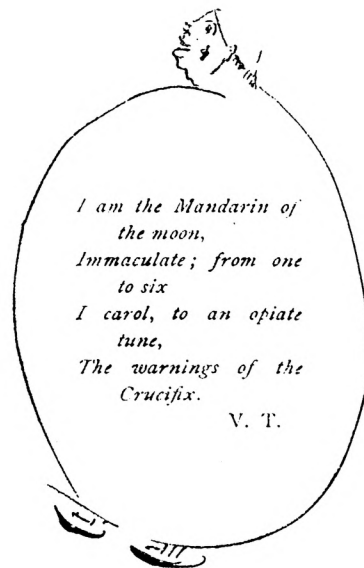 I am the Mandarin of
the moon,
Immaculate; from one
to six
I carol, to an opiate
tune,
The warnings of the
Crucifix.
V. T.